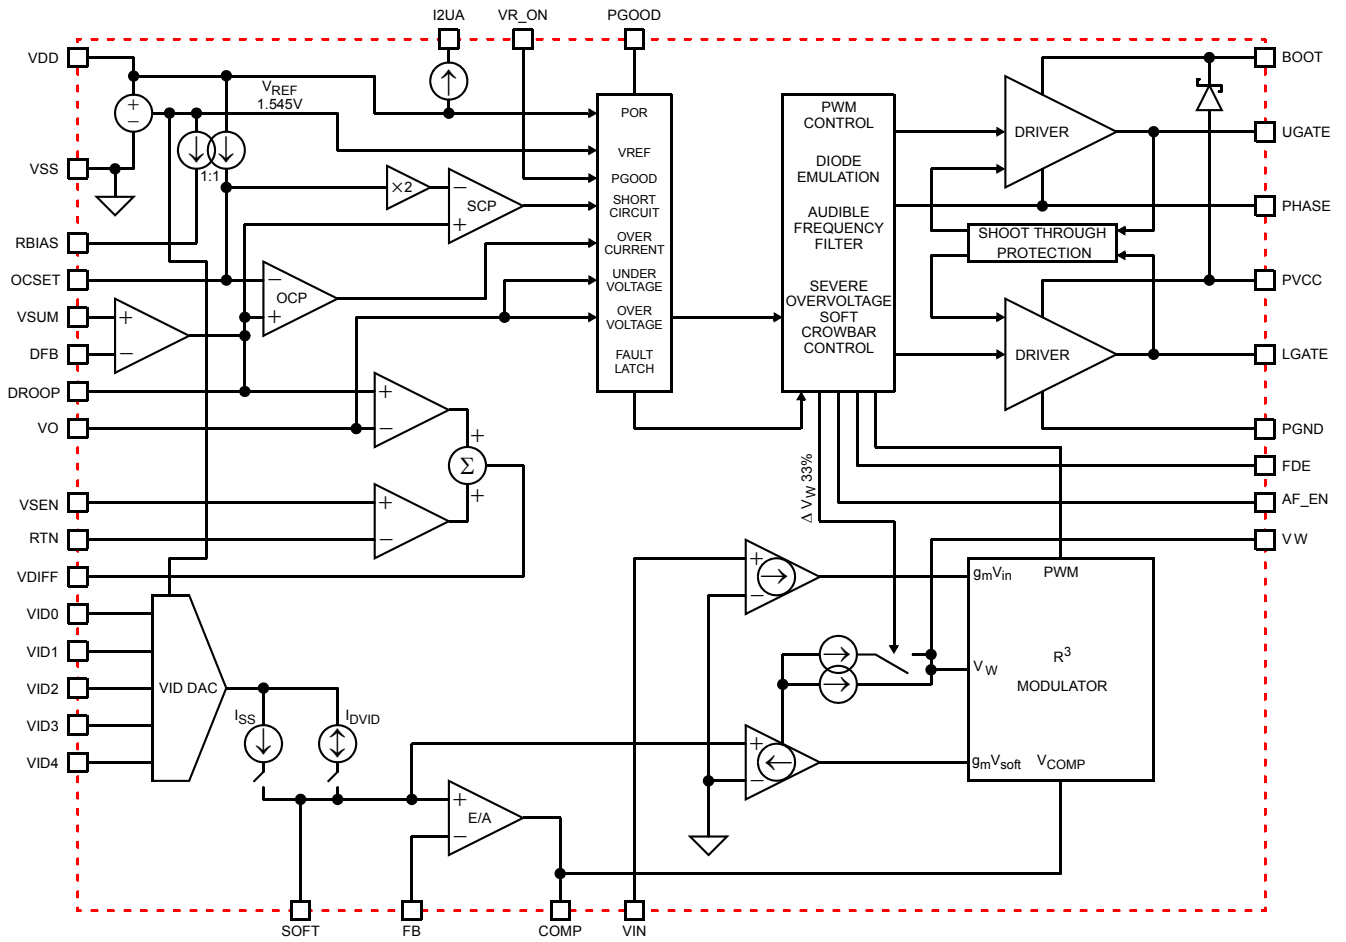 I2UA
VR_ON
PGOOD
VDD
VREF
1.545V
+
−
VSS
1:1
RBIAS
OCSET
VSUM
DFB
DROOP
VO
VSEN
RTN
VDIFF
VID0
VID1
VID2
VID3
VID4
×2
−
SCP
+
−
OCP
+
+
−
+
−
+
Σ
+
+
−
POR
VREF
PGOOD
SHORT
CIRCUIT
OVER
CURRENT
UNDER
VOLTAGE
OVER
VOLTAGE
FAULT
LATCH
PWM
CONTROL
DIODE
EMULATION
AUDIBLE
FREQUENCY
FILTER
SEVERE
OVERVOLTAGE
SOFT
CROWBAR
CONTROL
DRIVER
SHOOT THROUGH
PROTECTION
DRIVER
BOOT
UGATE
PHASE
PVCC
LGATE
PGND
FDE
AF_EN
VW
Δ VW 33%
VID DAC
ISS
IDVID
+
E/A
−
+
−
+
−
gmVin
PWM
VW
R3
MODULATOR
gmVsoft
VCOMP
SOFT
FB
COMP
VIN